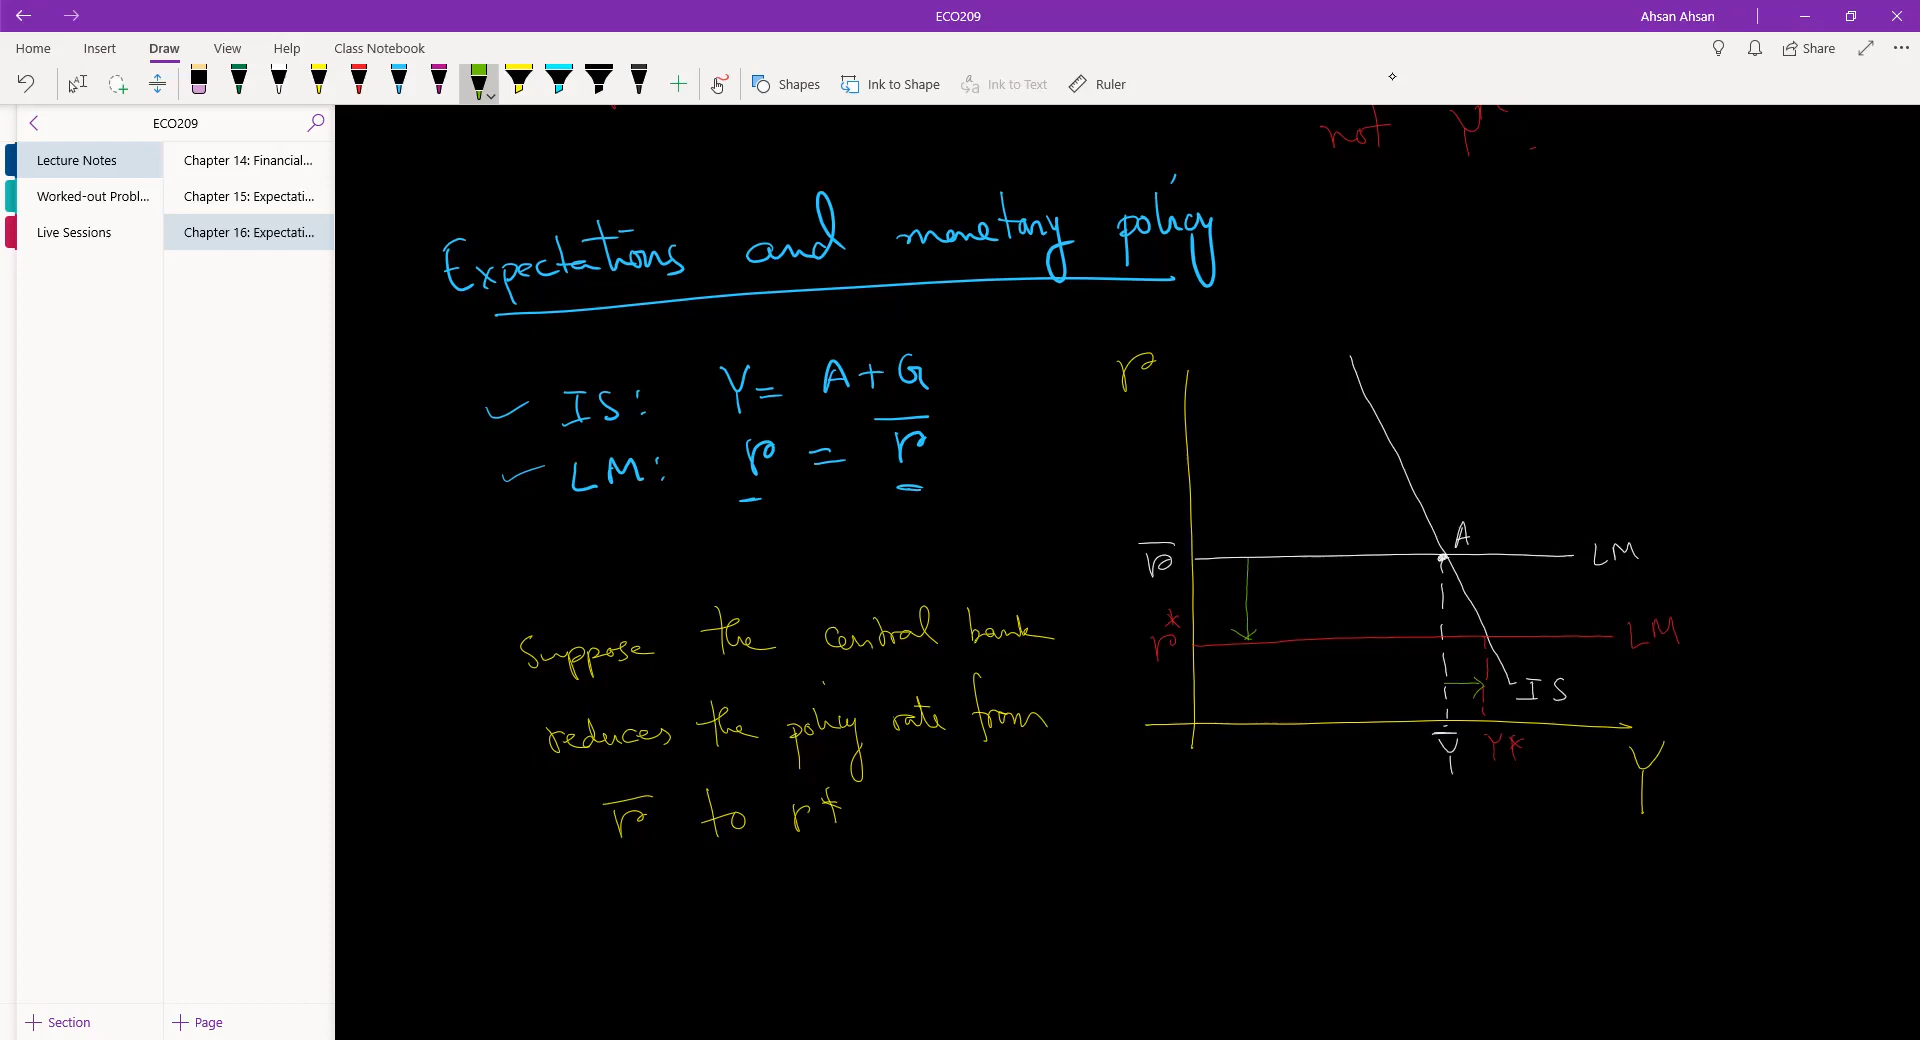 ECO209
Ahsan Ahsan
Home Insert Draw View Help Class Notebook
Share
Shapes Ink to Shape Ink to Text Ruler
ECO209
Lecture Notes
Worked-out Probl...
Live Sessions
Chapter 14: Financial...
Chapter 15: Expectati...
Chapter 16: Expectati...
not Y
Expectations and monetary policy
IS: Y = A + G
LM: r = r̅
Suppose the central bank
reduces the policy rate from
r̅ to r*
r
A
r̅
LM
r*
LM
IS
Y̅
Y*
Y
Section
Page